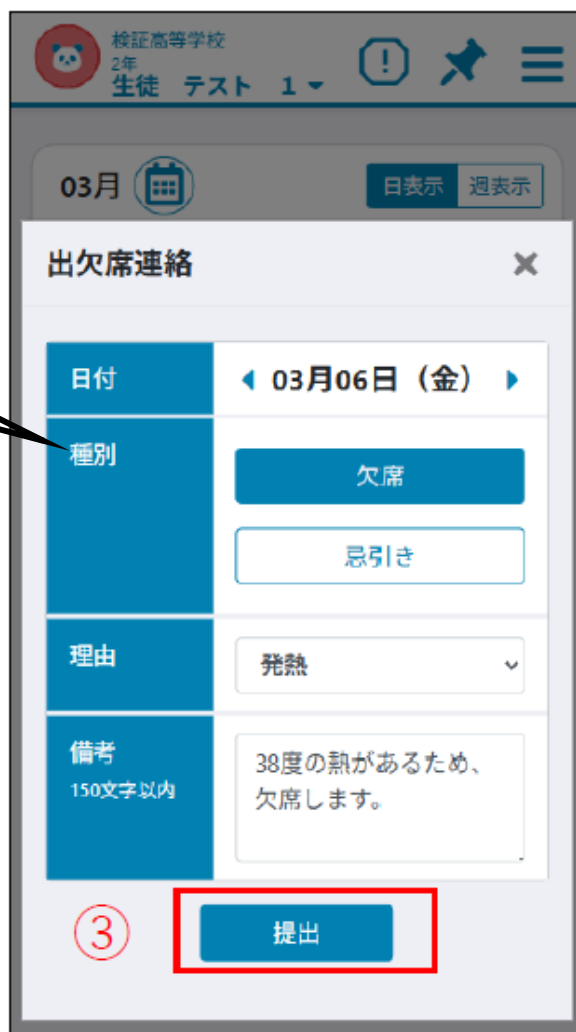 検証高等学校
2年
生徒 テスト 1
03月
日表示 週表示
出欠席連絡
×
日付
03月06日（金）
種別
欠席
忌引き
理由
発熱
備考
150文字以内
38度の熱があるため、
欠席します。
③
提出